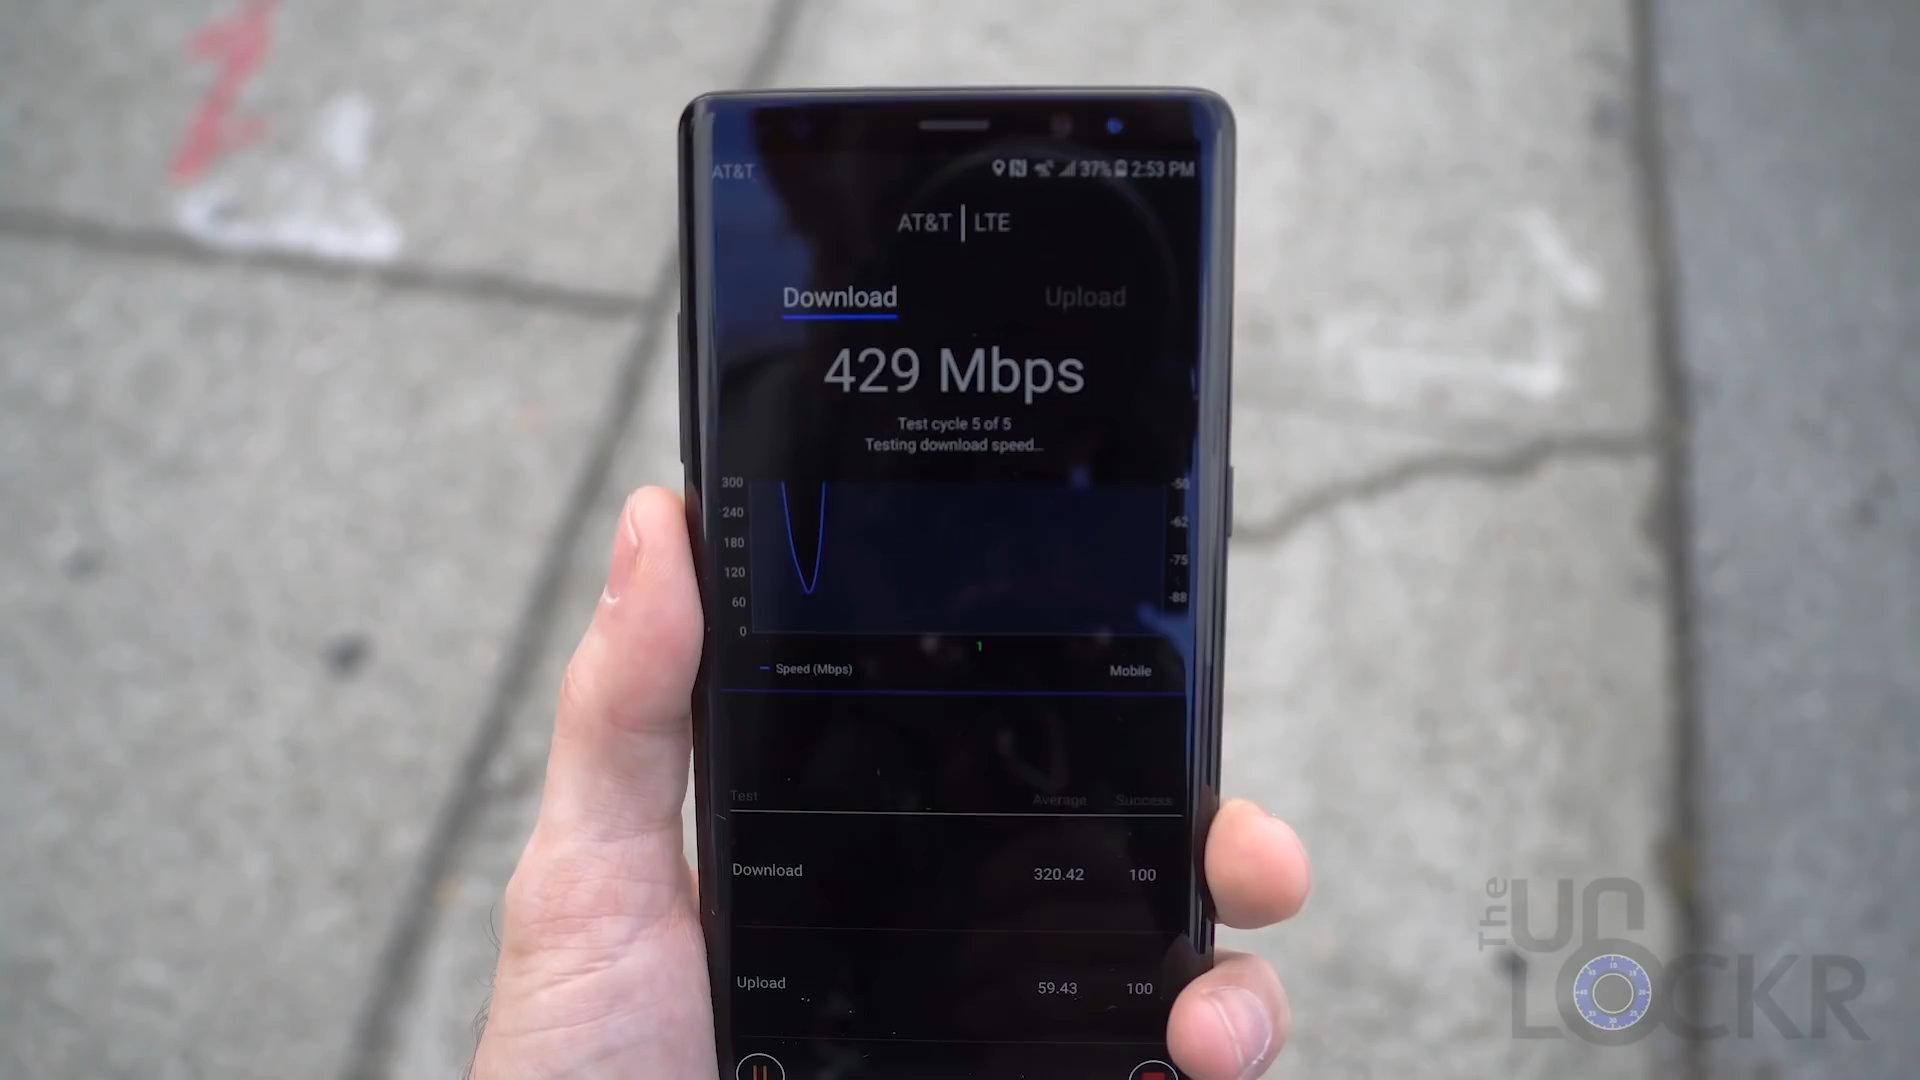 AT&T 37% 2:53 PM
AT&T | LTE
Download Upload
429 Mbps
Test cycle 5 of 5
Testing download speed...
300 -50
240 -62
180 -75
120 -88
60
0
1
Speed (Mbps) Mobile
Test Average Success
Download 320.42 100
Upload 59.43 100
The UNLOCKR